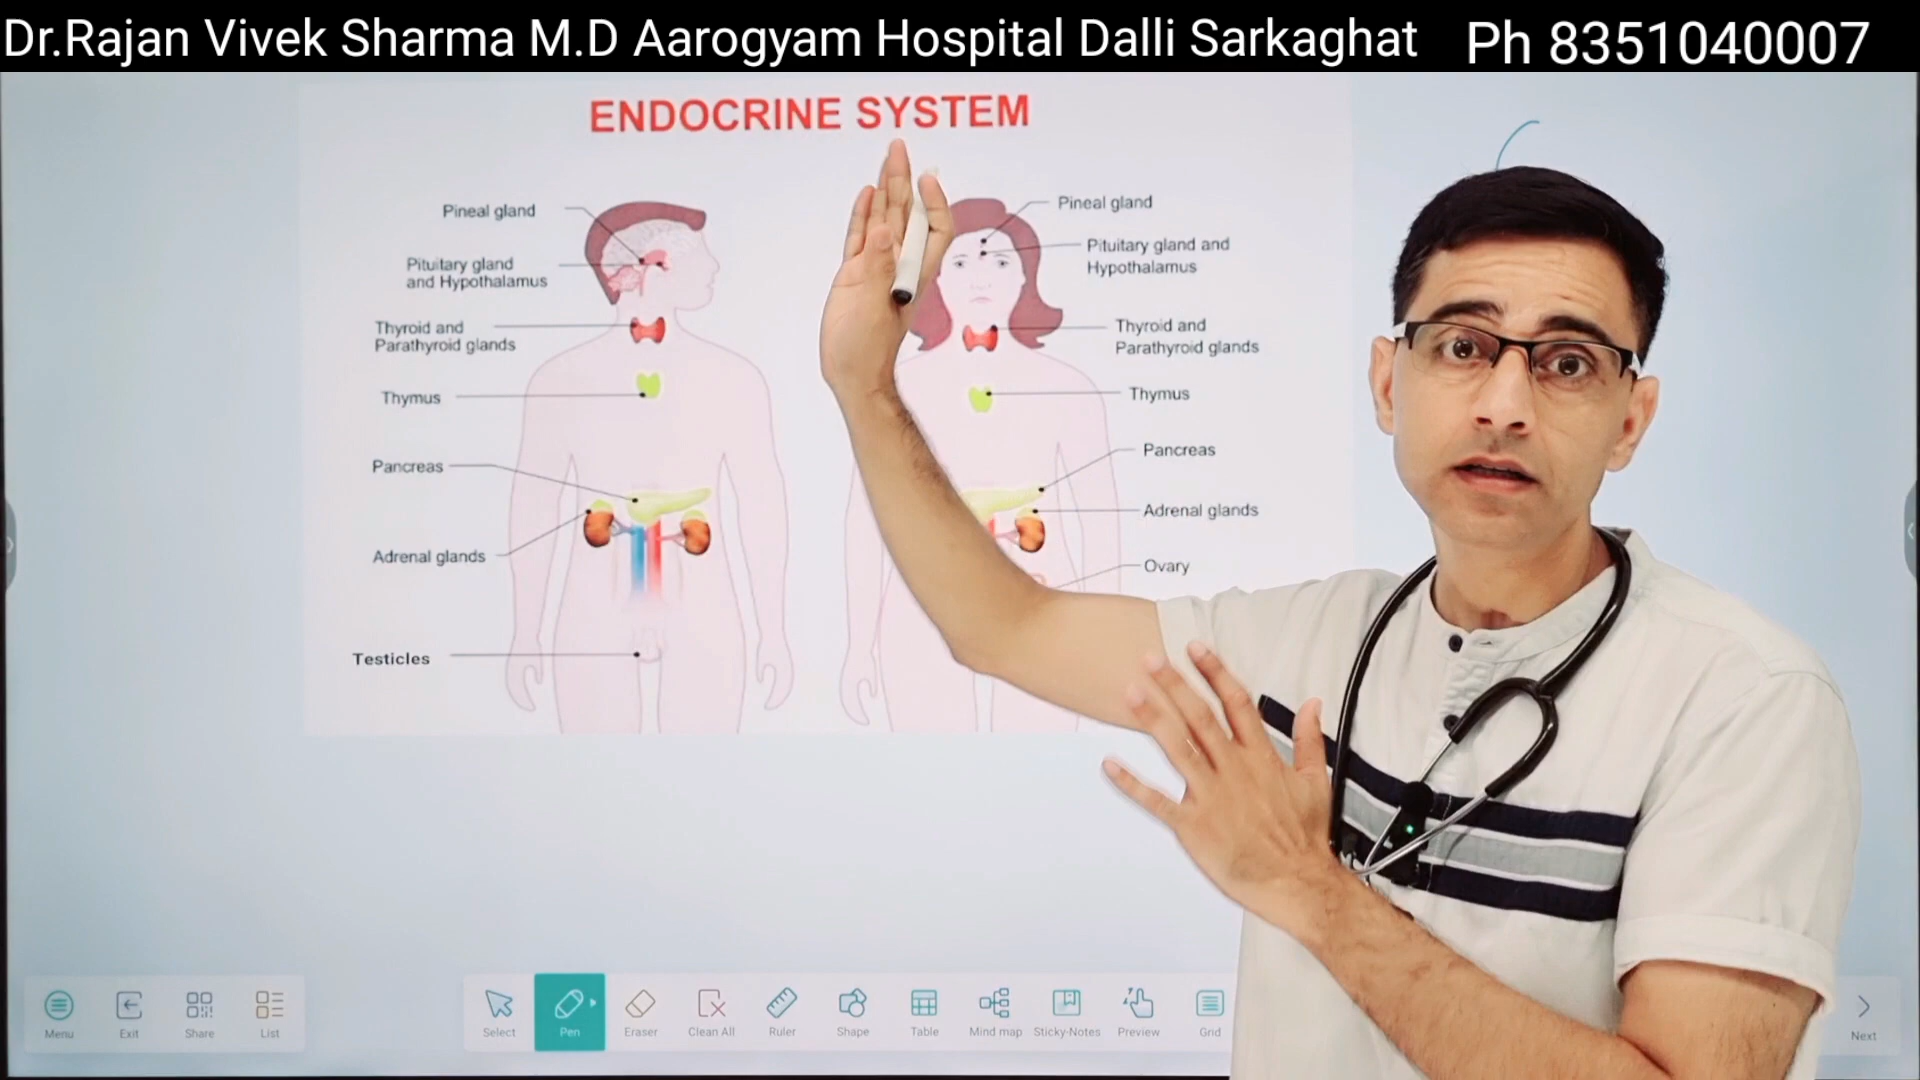 Dr.Rajan Vivek Sharma M.D Aarogyam Hospital Dalli Sarkaghat Ph 8351040007
ENDOCRINE SYSTEM
Pineal gland
Pituitary gland
and Hypothalamus
Thyroid and
Parathyroid glands
Thymus
Pancreas
Adrenal glands
Testicles
Pineal gland
Pituitary gland and
Hypothalamus
Thyroid and
Parathyroid glands
Thymus
Pancreas
Adrenal glands
Ovary
Menu Exit Share List Select Pen Eraser Clean All Ruler Shape Table Mind map Sticky-Notes Preview Grid Next